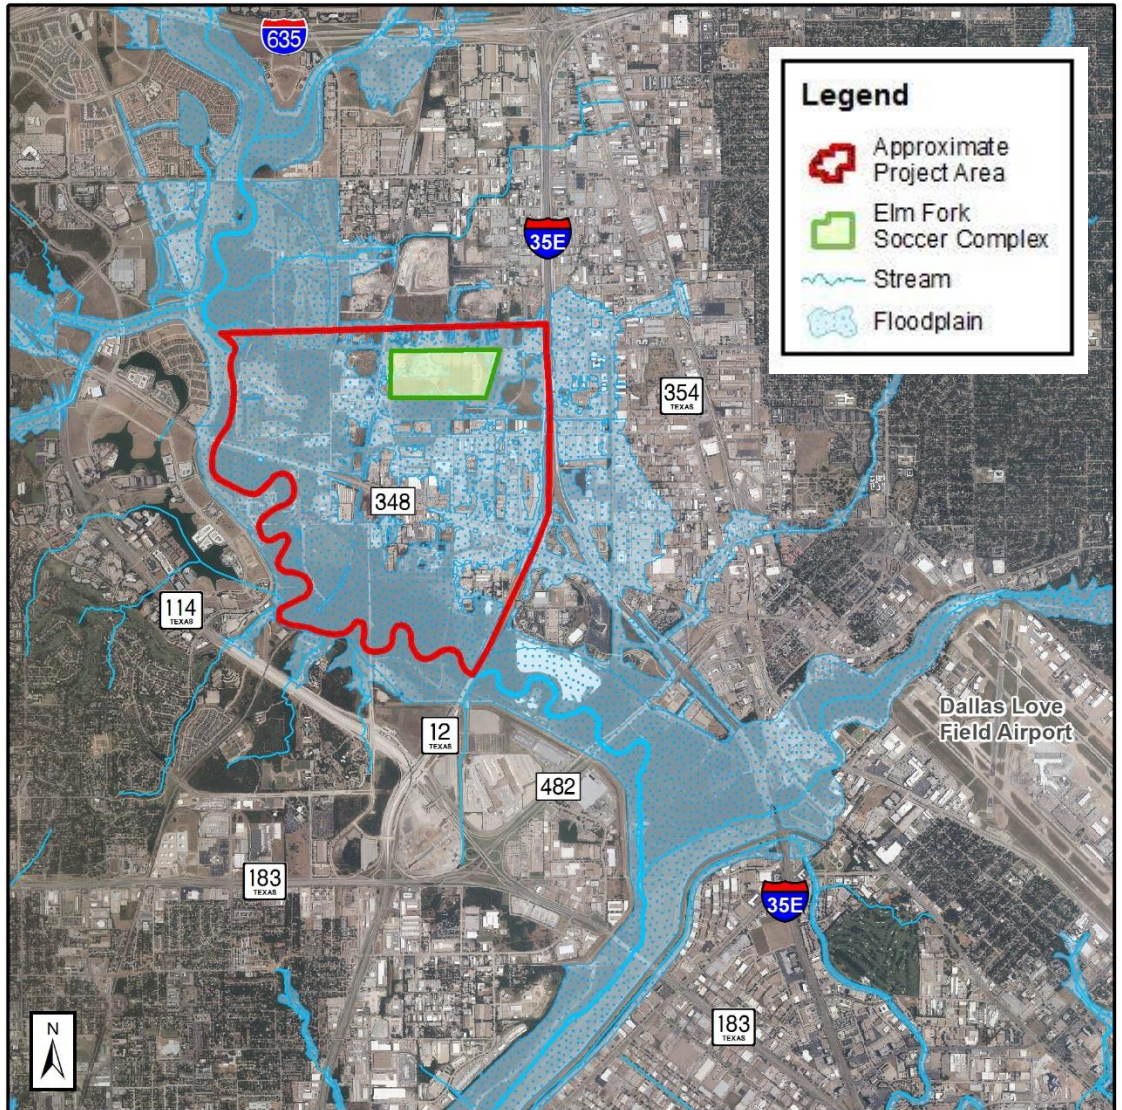 635
Legend
Approximate
Project Area
Elm Fork
Soccer Complex
Stream
Floodplain
35E
354
TEXAS
348
114
TEXAS
Dallas Love
Field Airport
12
TEXAS
482
183
TEXAS
35E
183
TEXAS
N